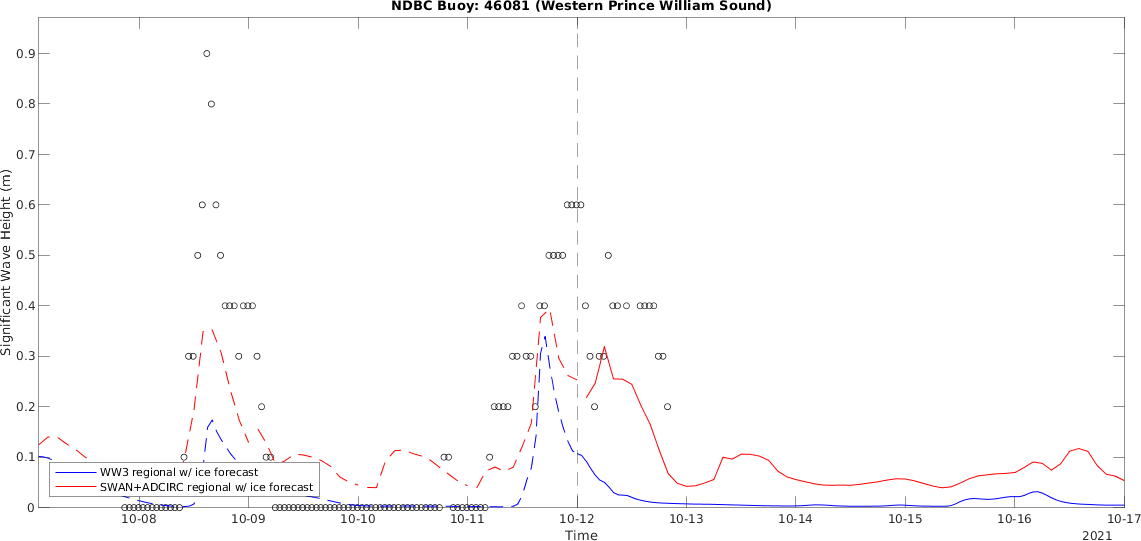 NDBC Buoy: 46081 (Western Prince William Sound)
Significant Wave Height (m)
0.9
0.8
0.7
0.6
0.5
0.4
0.3
0.2
0.1
0
WW3 regional w/ ice forecast
SWAN+ADCIRC regional w/ ice forecast
10-08 10-09 10-10 10-11 10-12 10-13 10-14 10-15 10-16 10-17
Time
2021